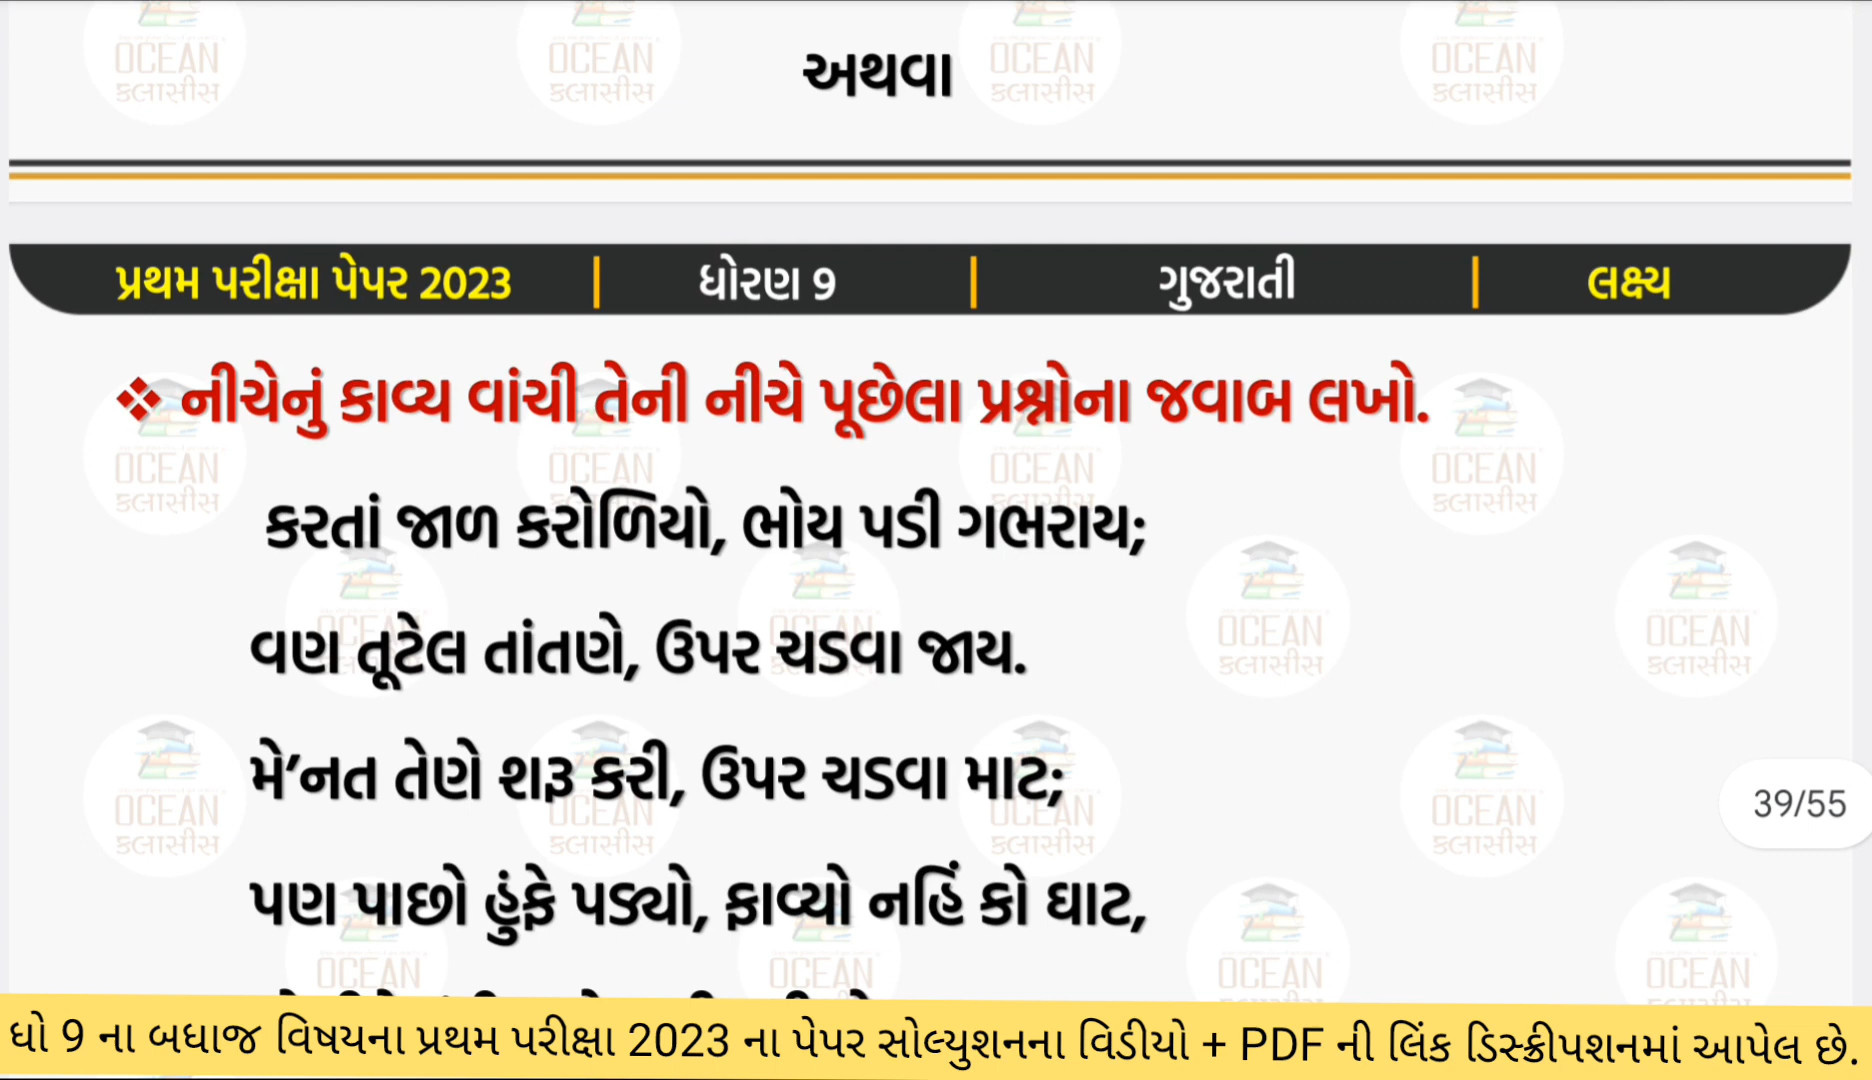 અથવા
પ્રથમ પરીક્ષા પેપર 2023 | ધોરણ 9 | ગુજરાતી | લક્ષ્ય
❖ નીચેનું કાવ્ય વાંચી તેની નીચે પૂછેલા પ્રશ્નોના જવાબ લખો.
કરતાં જાળ કરોળિયો, ભોય પડી ગભરાય;
વણ તૂટેલ તાંતણે, ઉપર ચડવા જાય.
મે’નત તેણે શરૂ કરી, ઉપર ચડવા માટ;
39/55
પણ પાછો હુંફે પડ્યો, ફાવ્યો નહિં કો ઘાટ,
ધો 9 ના બધાજ વિષયના પ્રથમ પરીક્ષા 2023 ના પેપર સોલ્યુશનના વિડીયો + PDF ની લિંક ડિસ્ક્રીપશનમાં આપેલ છે.